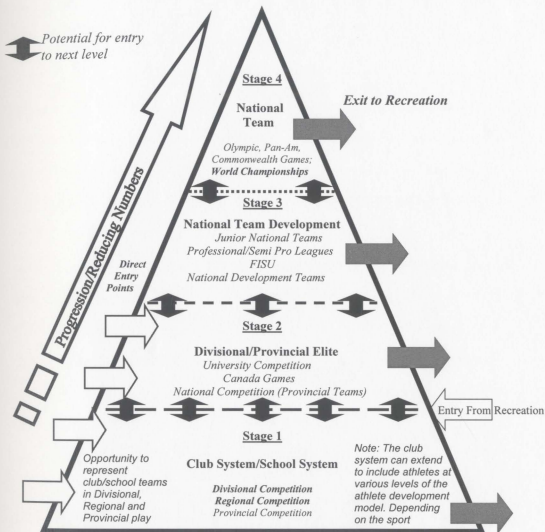 Potential for entry
to next level
Progression/Reducing Numbers
Stage 4
National
Team
Olympic, Pan-Am,
Commonwealth Games;
World Championships
Exit to Recreation
Stage 3
National Team Development
Junior National Teams
Professional/Semi Pro Leagues
FISU
National Development Teams
Direct
Entry
Points
Stage 2
Divisional/Provincial Elite
University Competition
Canada Games
National Competition (Provincial Teams)
Entry From Recreation
Stage 1
Club System/School System
Divisional Competition
Regional Competition
Provincial Competition
Opportunity to
represent
club/school teams
in Divisional,
Regional and
Provincial play
Note: The club
system can extend
to include athletes at
various levels of the
athlete development
model. Depending
on the sport